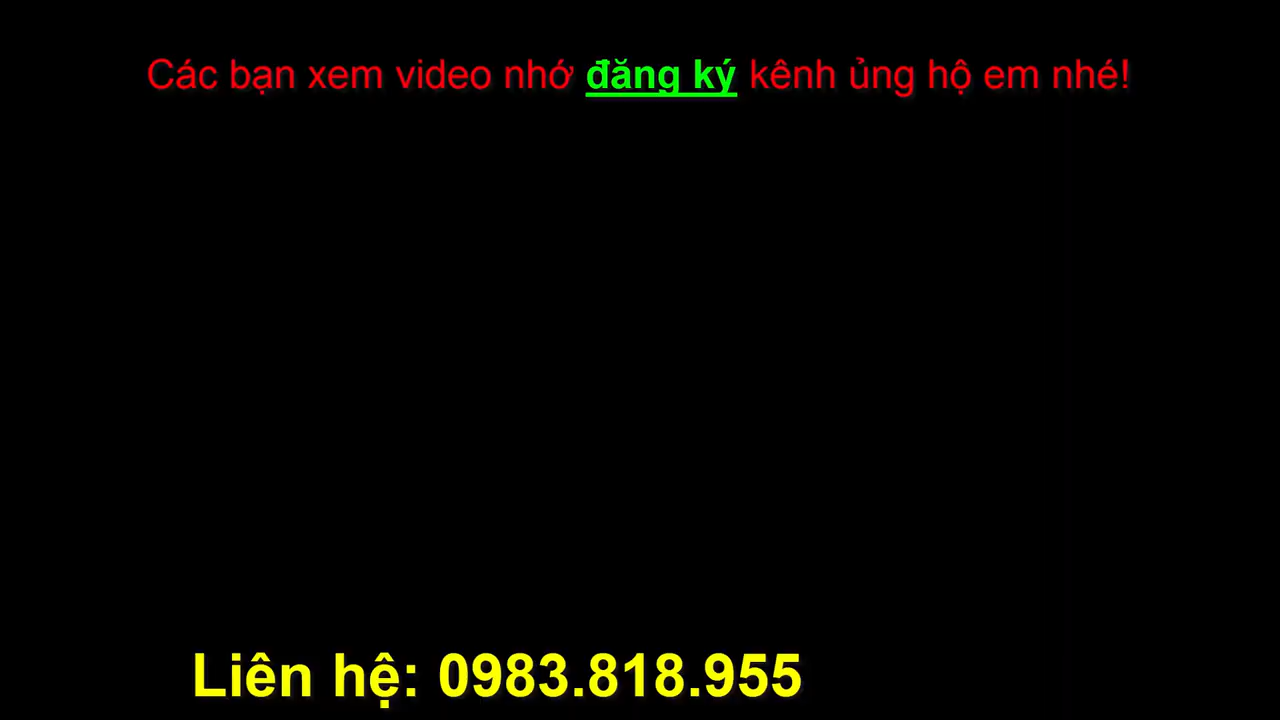 Các bạn xem video nhớ đăng ký kênh ủng hộ em nhé!
Liên hệ: 0983.818.955